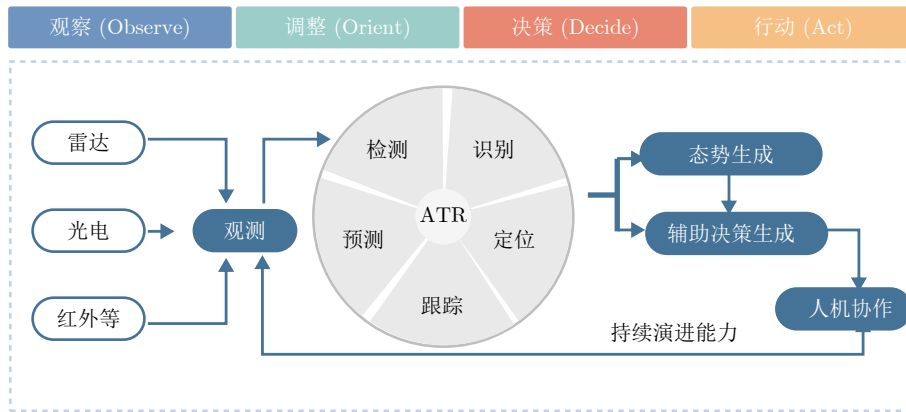 观察 (Observe)
调整 (Orient)
决策 (Decide)
行动 (Act)
雷达
光电
红外等
观测
检测
识别
预测
ATR
定位
跟踪
态势生成
辅助决策生成
人机协作
持续演进能力